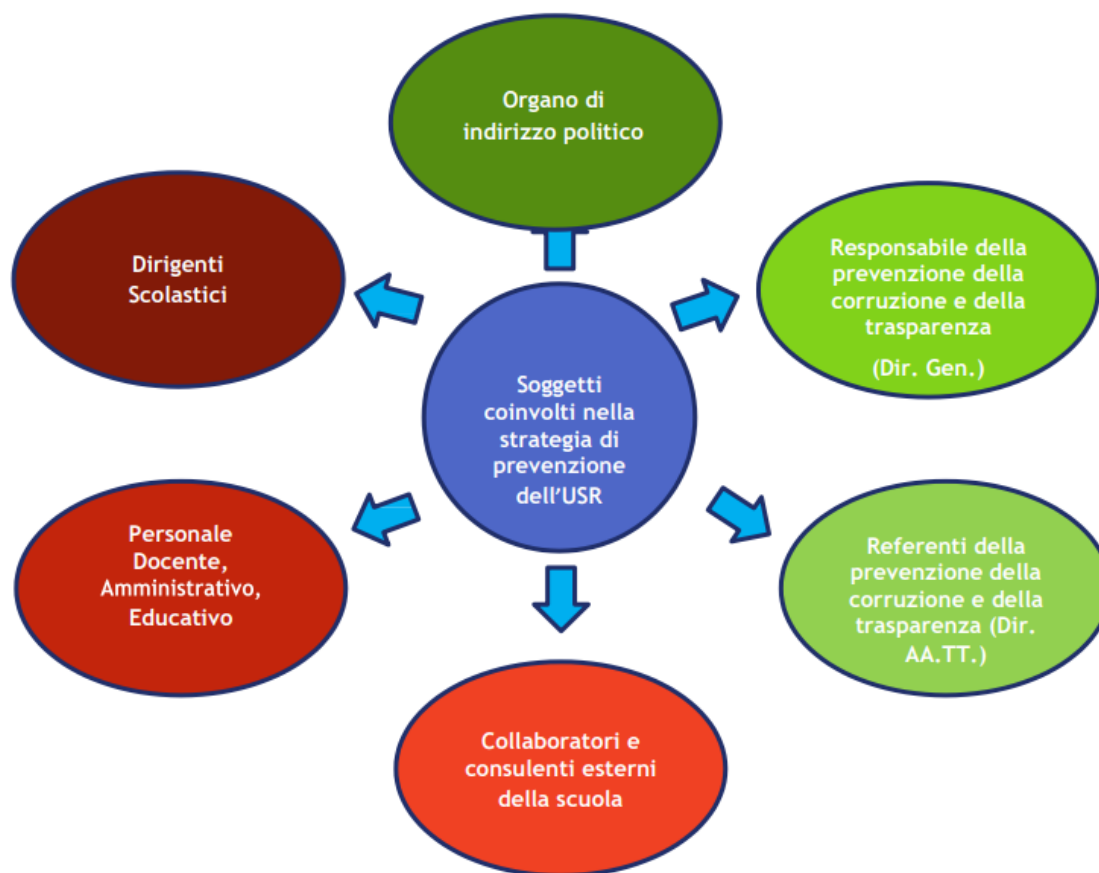 Organo di
indirizzo politico
Dirigenti
Scolastici
Responsabile della
prevenzione della
corruzione e della
trasparenza
(Dir. Gen.)
Soggetti
coinvolti nella
strategia di
prevenzione
dell'USR
Personale
Docente,
Amministrativo,
Educativo
Referenti della
prevenzione della
corruzione e della
trasparenza (Dir.
AA.TT.)
Collaboratori e
consulenti esterni
della scuola